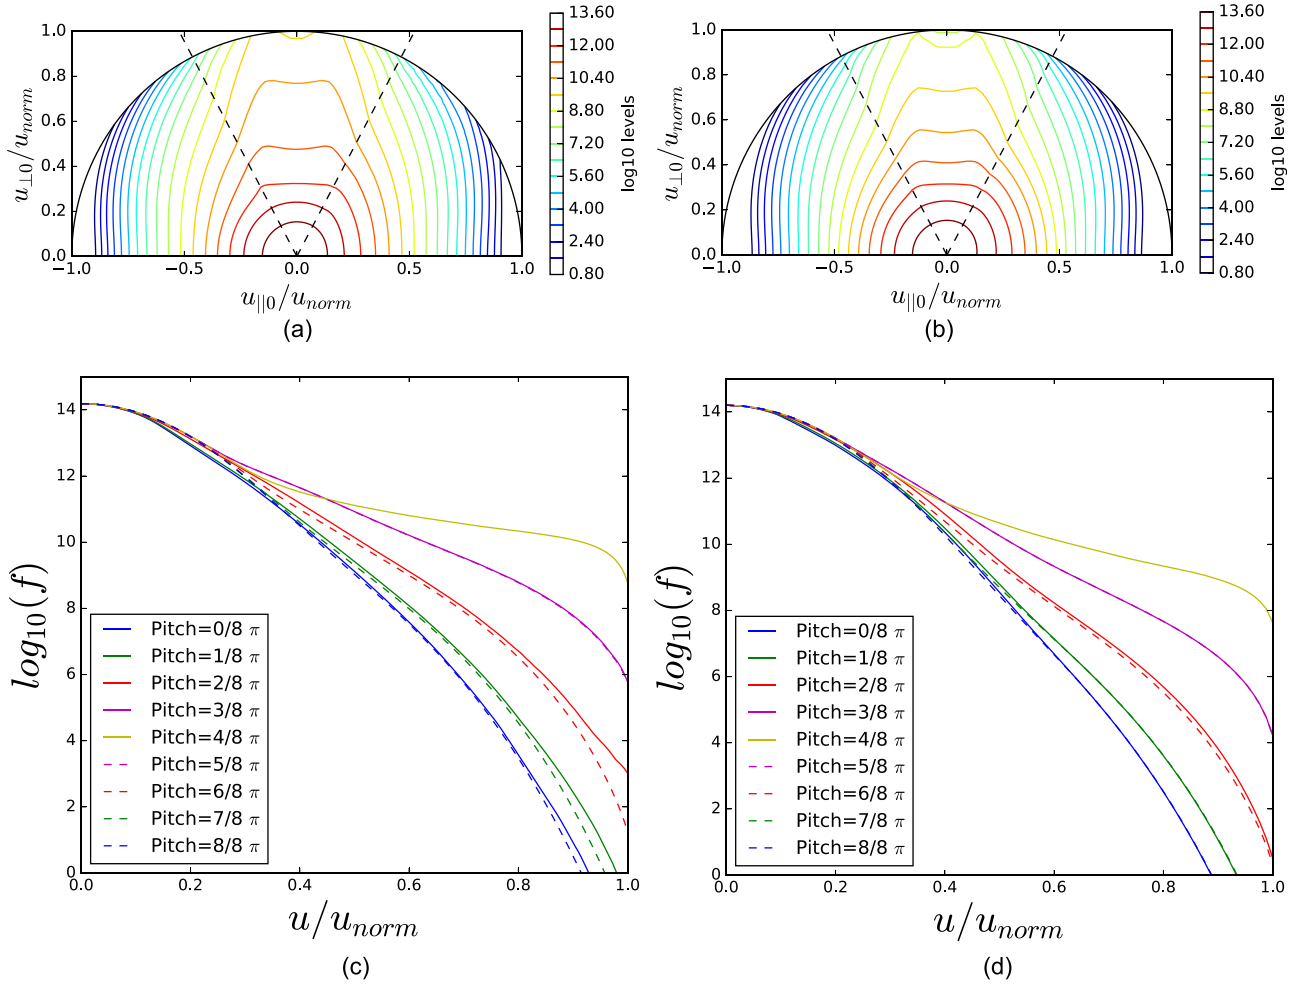 1.0
0.8
0.6
0.4
0.2
0.0
u⊥0/u_norm
−1.0 −0.5 0.0 0.5 1.0
u||0/u_norm
(a)
13.60
12.00
10.40
8.80
7.20
5.60
4.00
2.40
0.80
log10 levels
1.0
0.8
0.6
0.4
0.2
0.0
u⊥0/u_norm
−1.0 −0.5 0.0 0.5 1.0
u||0/u_norm
(b)
13.60
12.00
10.40
8.80
7.20
5.60
4.00
2.40
0.80
log10 levels
14
12
10
8
6
4
2
0
log10(f)
Pitch=0/8 π
Pitch=1/8 π
Pitch=2/8 π
Pitch=3/8 π
Pitch=4/8 π
Pitch=5/8 π
Pitch=6/8 π
Pitch=7/8 π
Pitch=8/8 π
0.0 0.2 0.4 0.6 0.8 1.0
u/u_norm
(c)
14
12
10
8
6
4
2
0
log10(f)
Pitch=0/8 π
Pitch=1/8 π
Pitch=2/8 π
Pitch=3/8 π
Pitch=4/8 π
Pitch=5/8 π
Pitch=6/8 π
Pitch=7/8 π
Pitch=8/8 π
0.0 0.2 0.4 0.6 0.8 1.0
u/u_norm
(d)